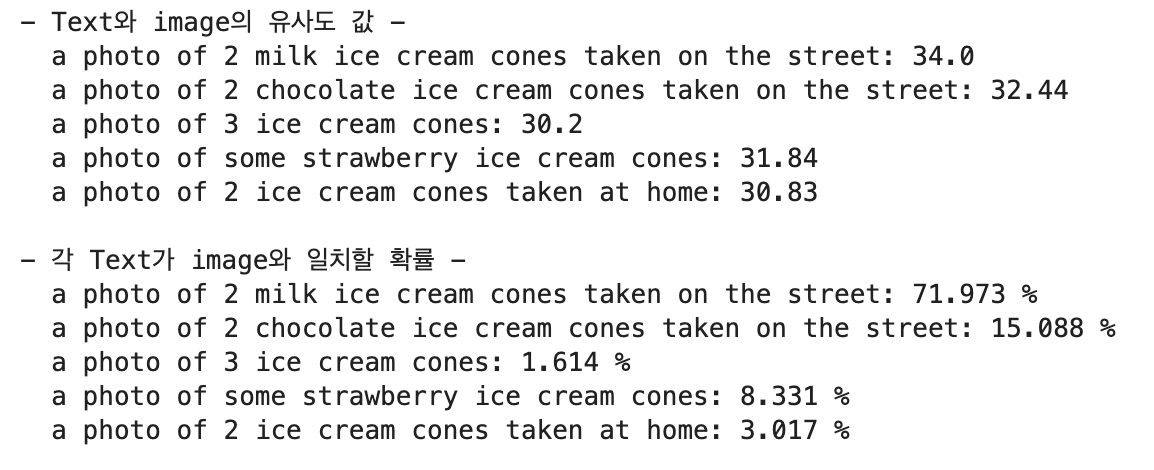 - Text와 image의 유사도 값 -
a photo of 2 milk ice cream cones taken on the street: 34.0
a photo of 2 chocolate ice cream cones taken on the street: 32.44
a photo of 3 ice cream cones: 30.2
a photo of some strawberry ice cream cones: 31.84
a photo of 2 ice cream cones taken at home: 30.83
- 각 Text가 image와 일치할 확률 -
a photo of 2 milk ice cream cones taken on the street: 71.973 %
a photo of 2 chocolate ice cream cones taken on the street: 15.088 %
a photo of 3 ice cream cones: 1.614 %
a photo of some strawberry ice cream cones: 8.331 %
a photo of 2 ice cream cones taken at home: 3.017 %